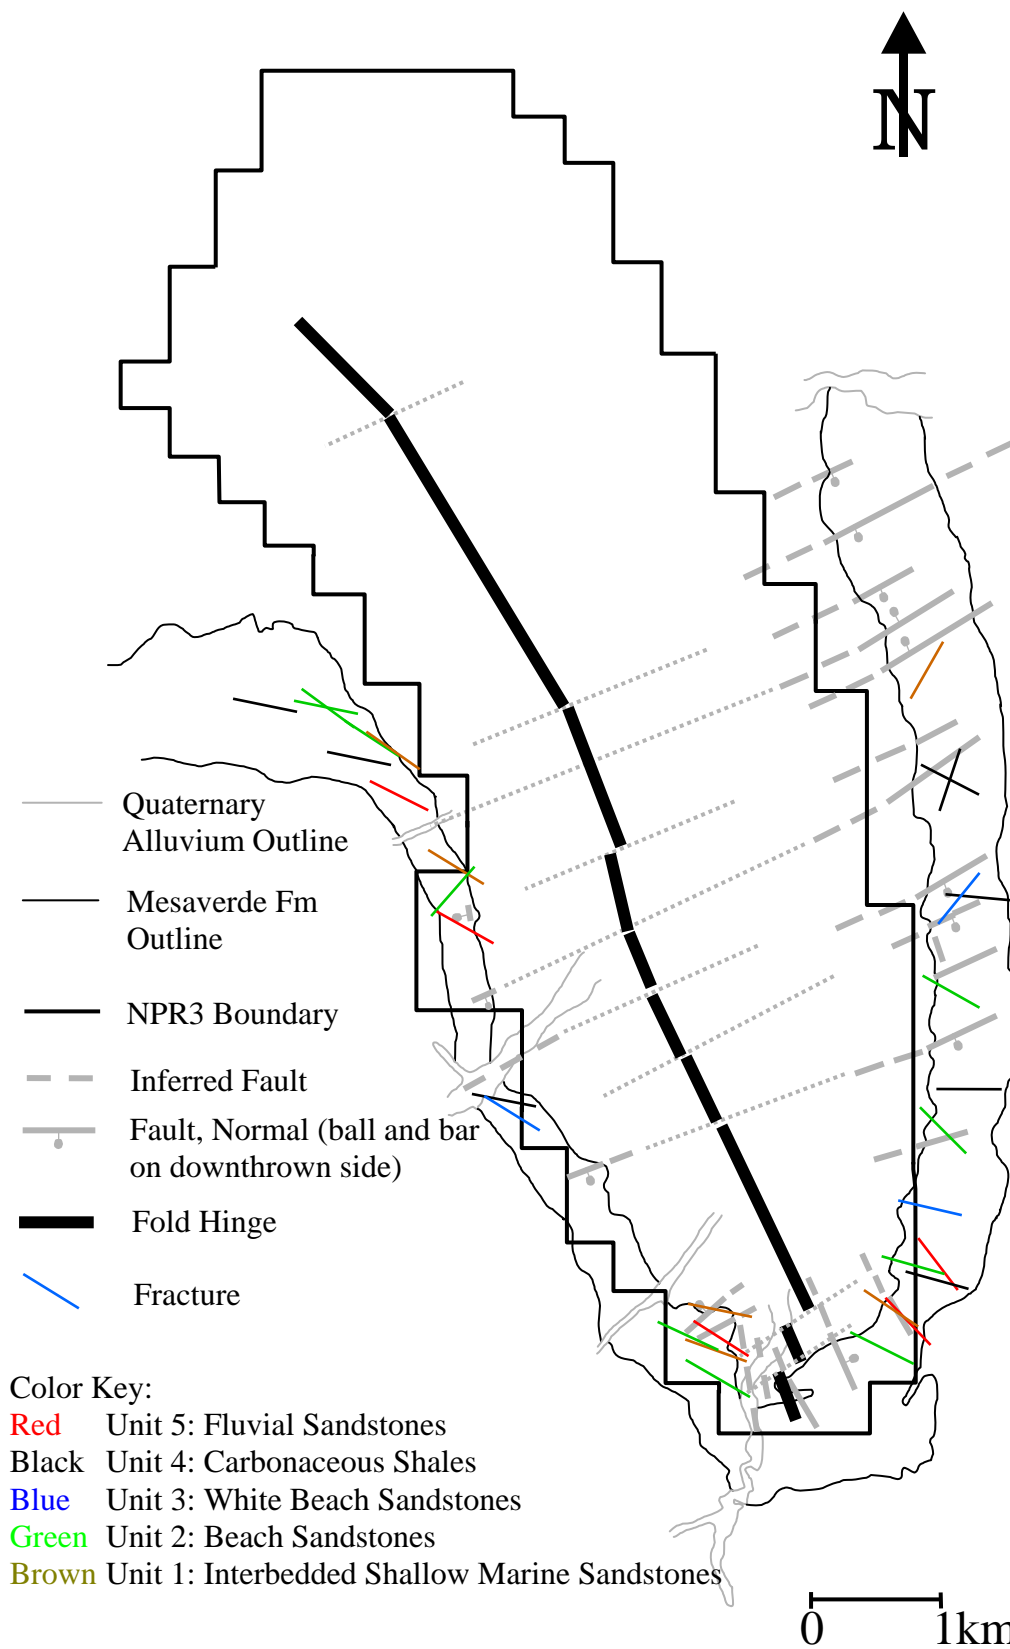 N
Quaternary
Alluvium Outline
Mesaverde Fm
Outline
NPR3 Boundary
Inferred Fault
Fault, Normal (ball and bar
on downthrown side)
Fold Hinge
Fracture
Color Key:
Red Unit 5: Fluvial Sandstones
Black Unit 4: Carbonaceous Shales
Blue Unit 3: White Beach Sandstones
Green Unit 2: Beach Sandstones
Brown Unit 1: Interbedded Shallow Marine Sandstones
0 1km